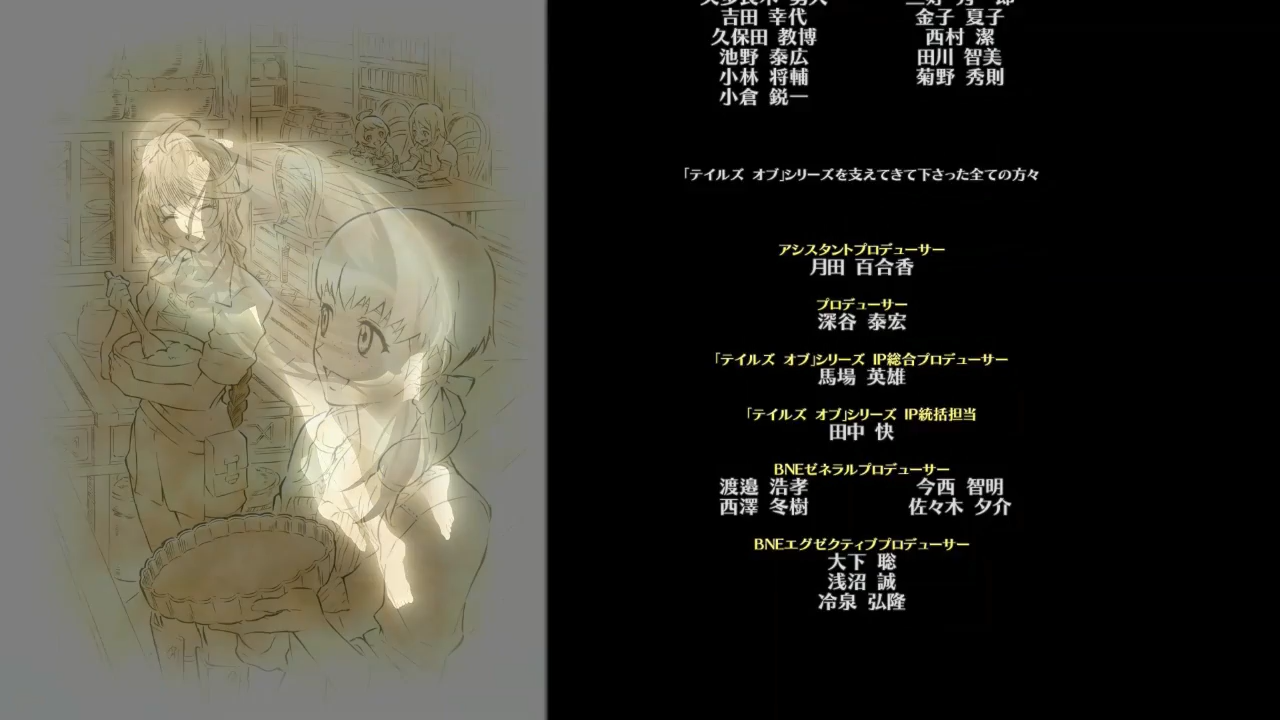 吉田 幸代 金子 夏子
久保田 教博 西村 潔
池野 泰広 田川 智美
小林 将輔 菊野 秀則
小倉 鋭一
「テイルズ オブ」シリーズを支えてきて下さった全ての方々
アシスタントプロデューサー
月田 百合香
プロデューサー
深谷 泰宏
「テイルズ オブ」シリーズ IP総合プロデューサー
馬場 英雄
「テイルズ オブ」シリーズ IP統括担当
田中 快
BNEゼネラルプロデューサー
渡邉 浩孝 今西 智明
西澤 冬樹 佐々木 夕介
BNEエグゼクティブプロデューサー
大下 聡
浅沼 誠
冷泉 弘隆